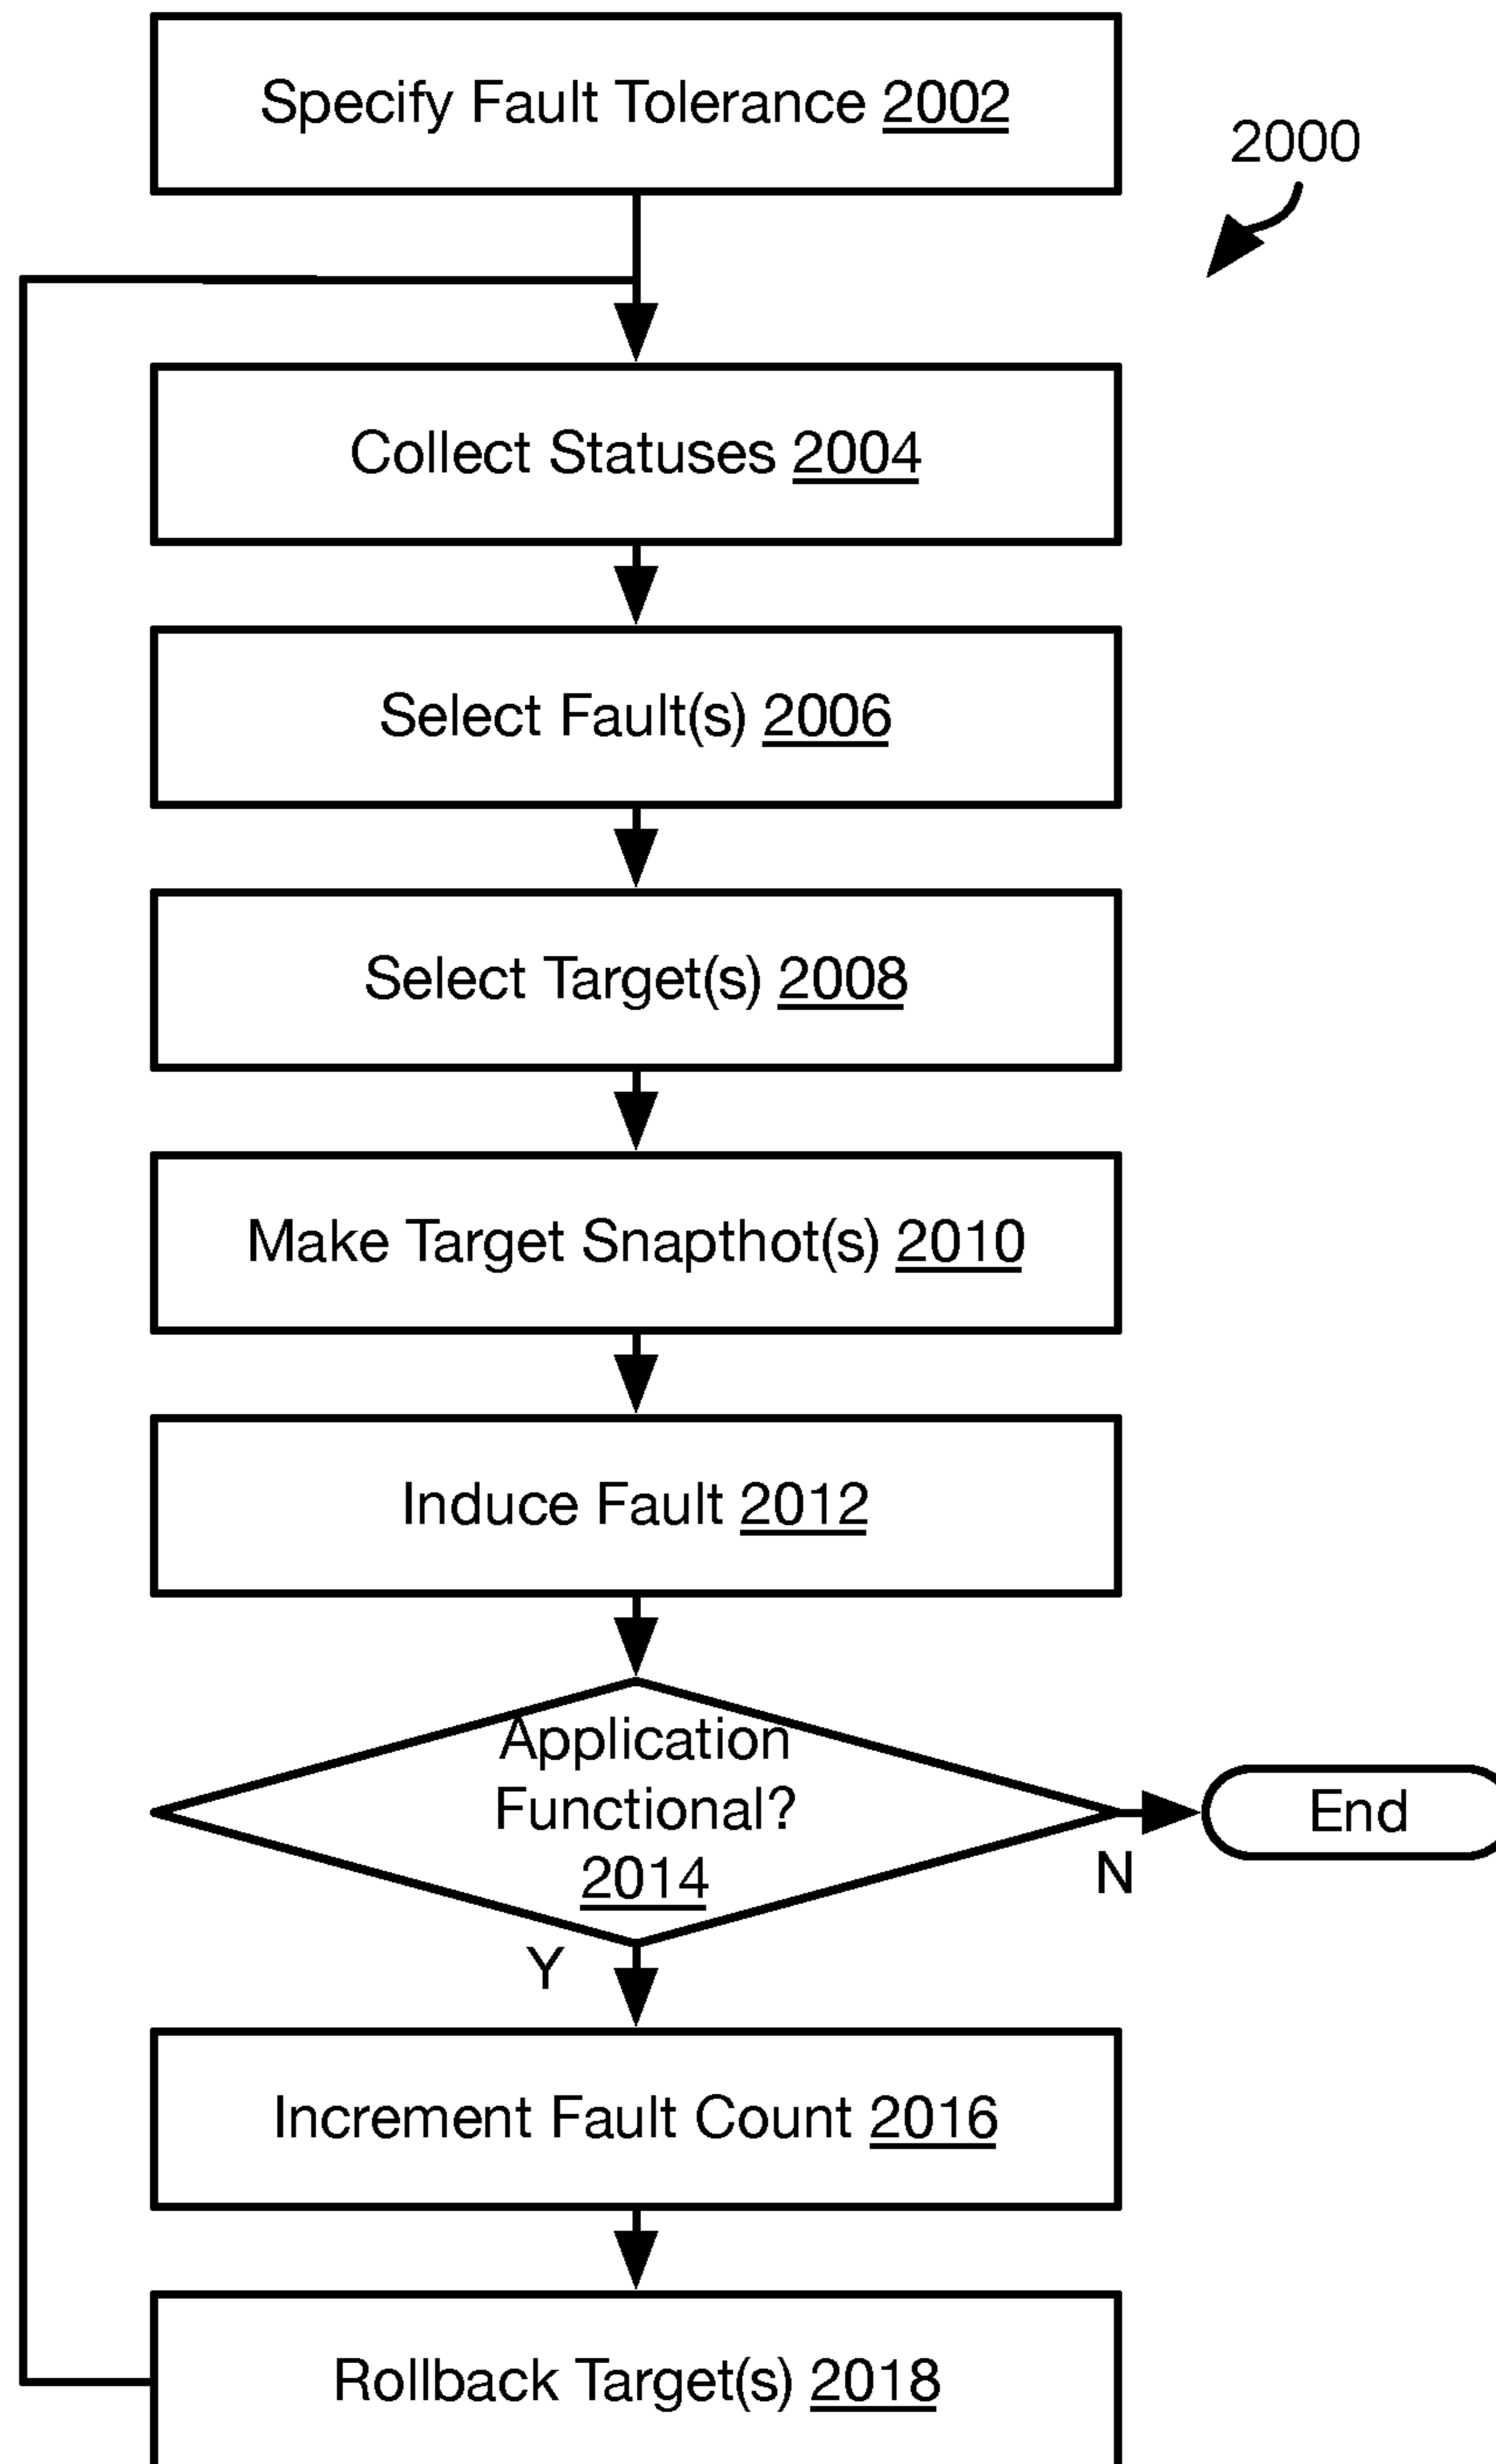 Specify Fault Tolerance 2002
2000
Collect Statuses 2004
Select Fault(s) 2006
Select Target(s) 2008
Make Target Snapthot(s) 2010
Induce Fault 2012
Application
Functional?
2014
End
N
Y
Increment Fault Count 2016
Rollback Target(s) 2018